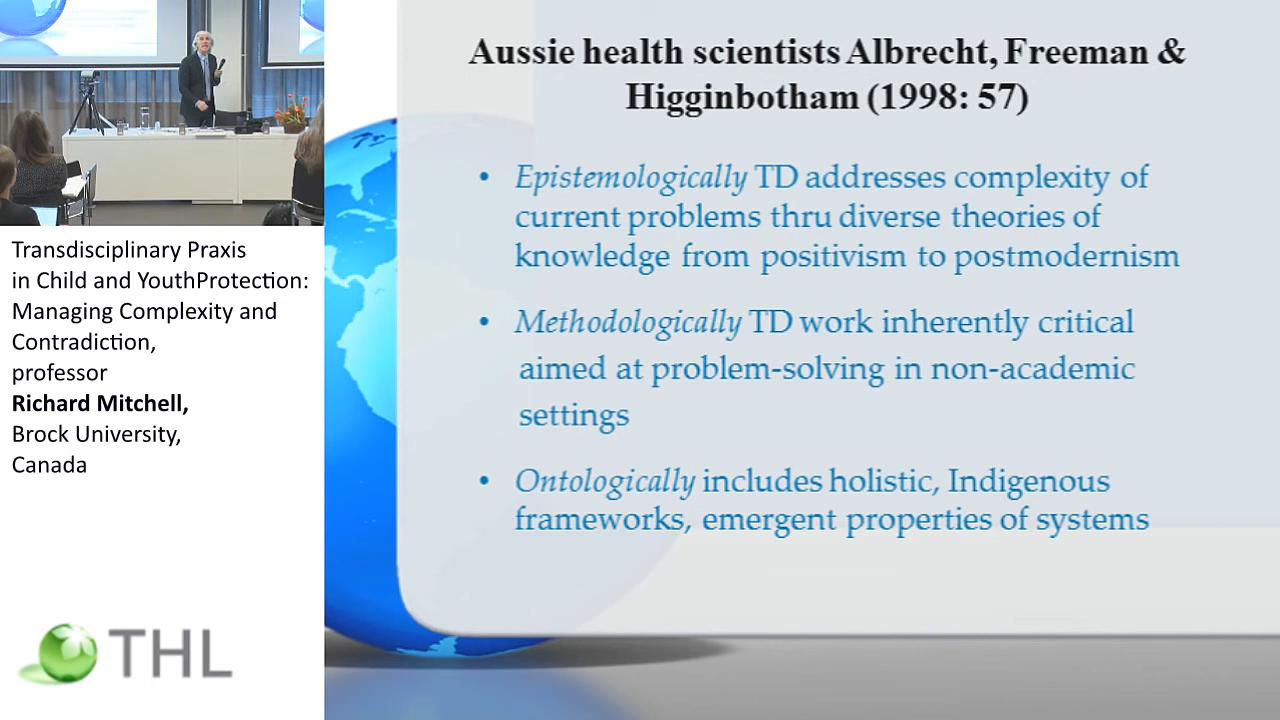 Transdisciplinary Praxis
in Child and YouthProtection:
Managing Complexity and
Contradiction,
professor
Richard Mitchell,
Brock University,
Canada
THL
Aussie health scientists Albrecht, Freeman &
Higginbotham (1998: 57)
• Epistemologically TD addresses complexity of
current problems thru diverse theories of
knowledge from positivism to postmodernism
• Methodologically TD work inherently critical
aimed at problem-solving in non-academic
settings
• Ontologically includes holistic, Indigenous
frameworks, emergent properties of systems